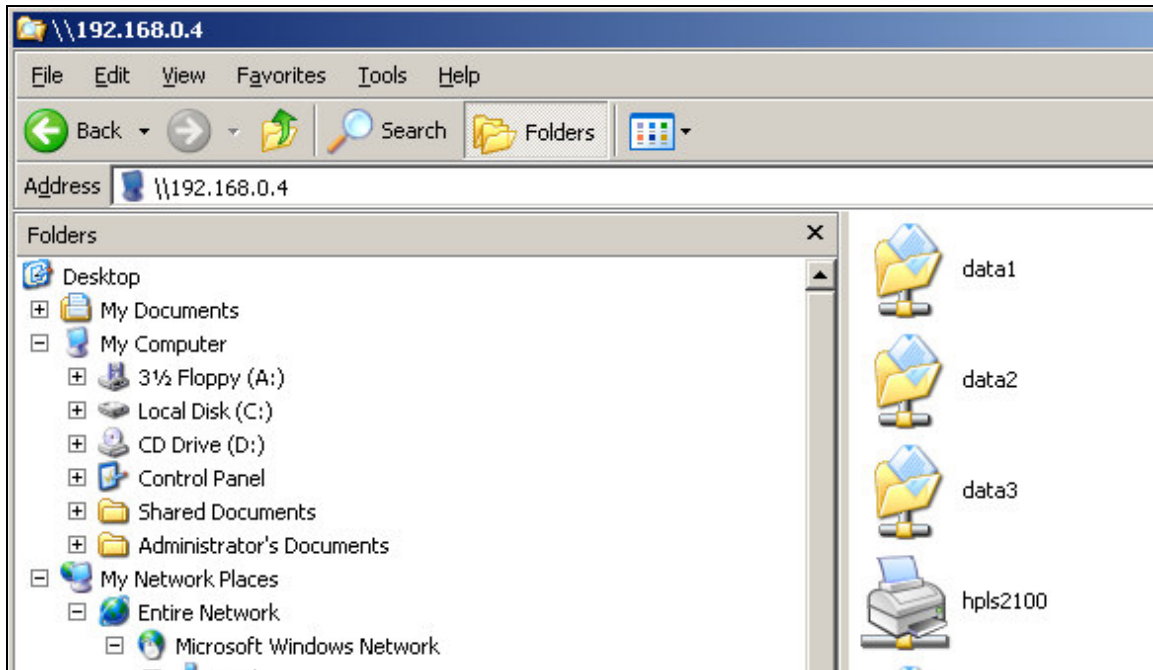 \\192.168.0.4
File Edit View Favorites Tools Help
Back Search Folders
Address \\192.168.0.4
Folders
Desktop
My Documents
My Computer
3½ Floppy (A:)
Local Disk (C:)
CD Drive (D:)
Control Panel
Shared Documents
Administrator's Documents
My Network Places
Entire Network
Microsoft Windows Network
data1
data2
data3
hpls2100